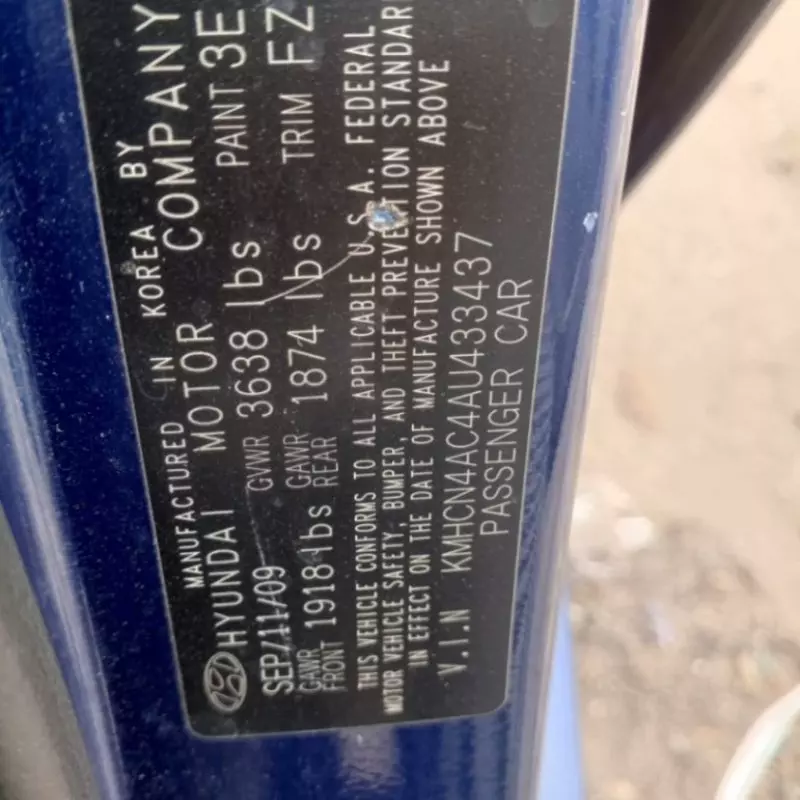 MANUFACTURED IN KOREA BY
HYUNDAI MOTOR COMPANY
SEP/11/09 GVWR 3638 lbs PAINT 3E
GAWR FRONT 1918 lbs GAWR REAR 1874 lbs TRIM FZ
THIS VEHICLE CONFORMS TO ALL APPLICABLE U.S.A. FEDERAL
MOTOR VEHICLE SAFETY, BUMPER, AND THEFT PREVENTION STANDAR
IN EFFECT ON THE DATE OF MANUFACTURE SHOWN ABOVE
V.I.N KMHCN4AC4AU433437
PASSENGER CAR